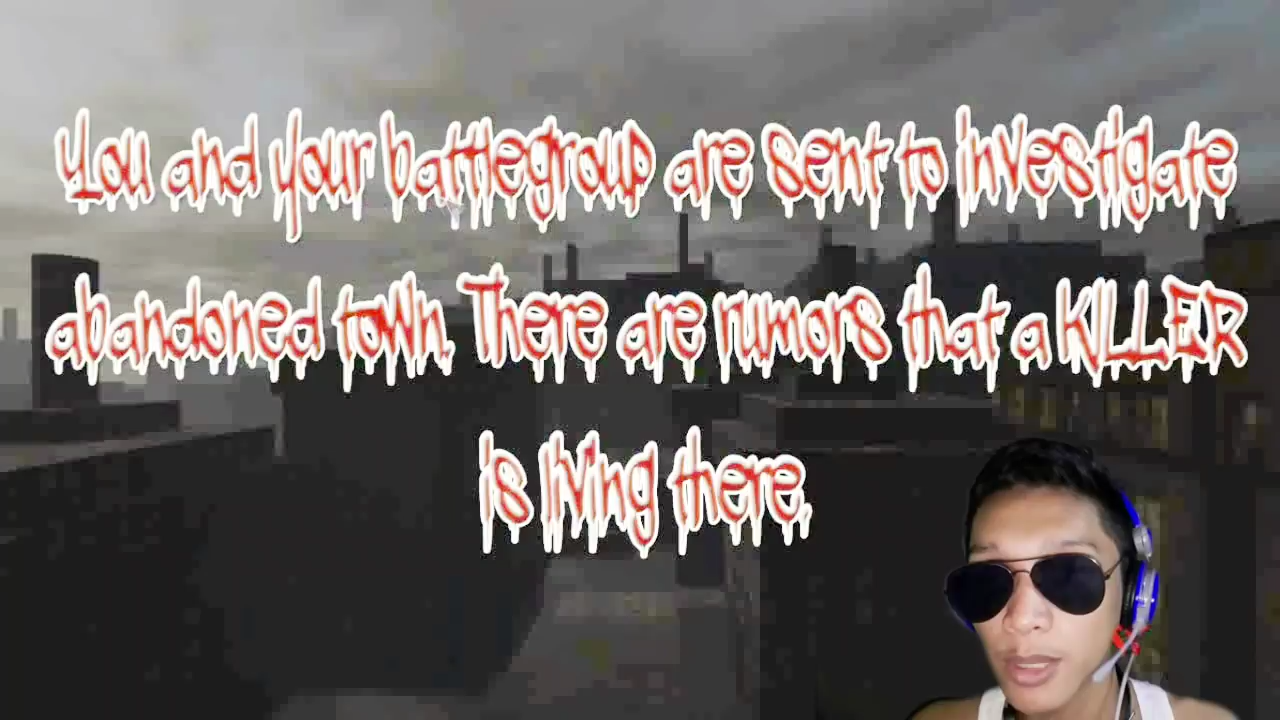 You and your battlegroup are sent to investigate
abandoned town. There are rumors that a KILLER
is living there.